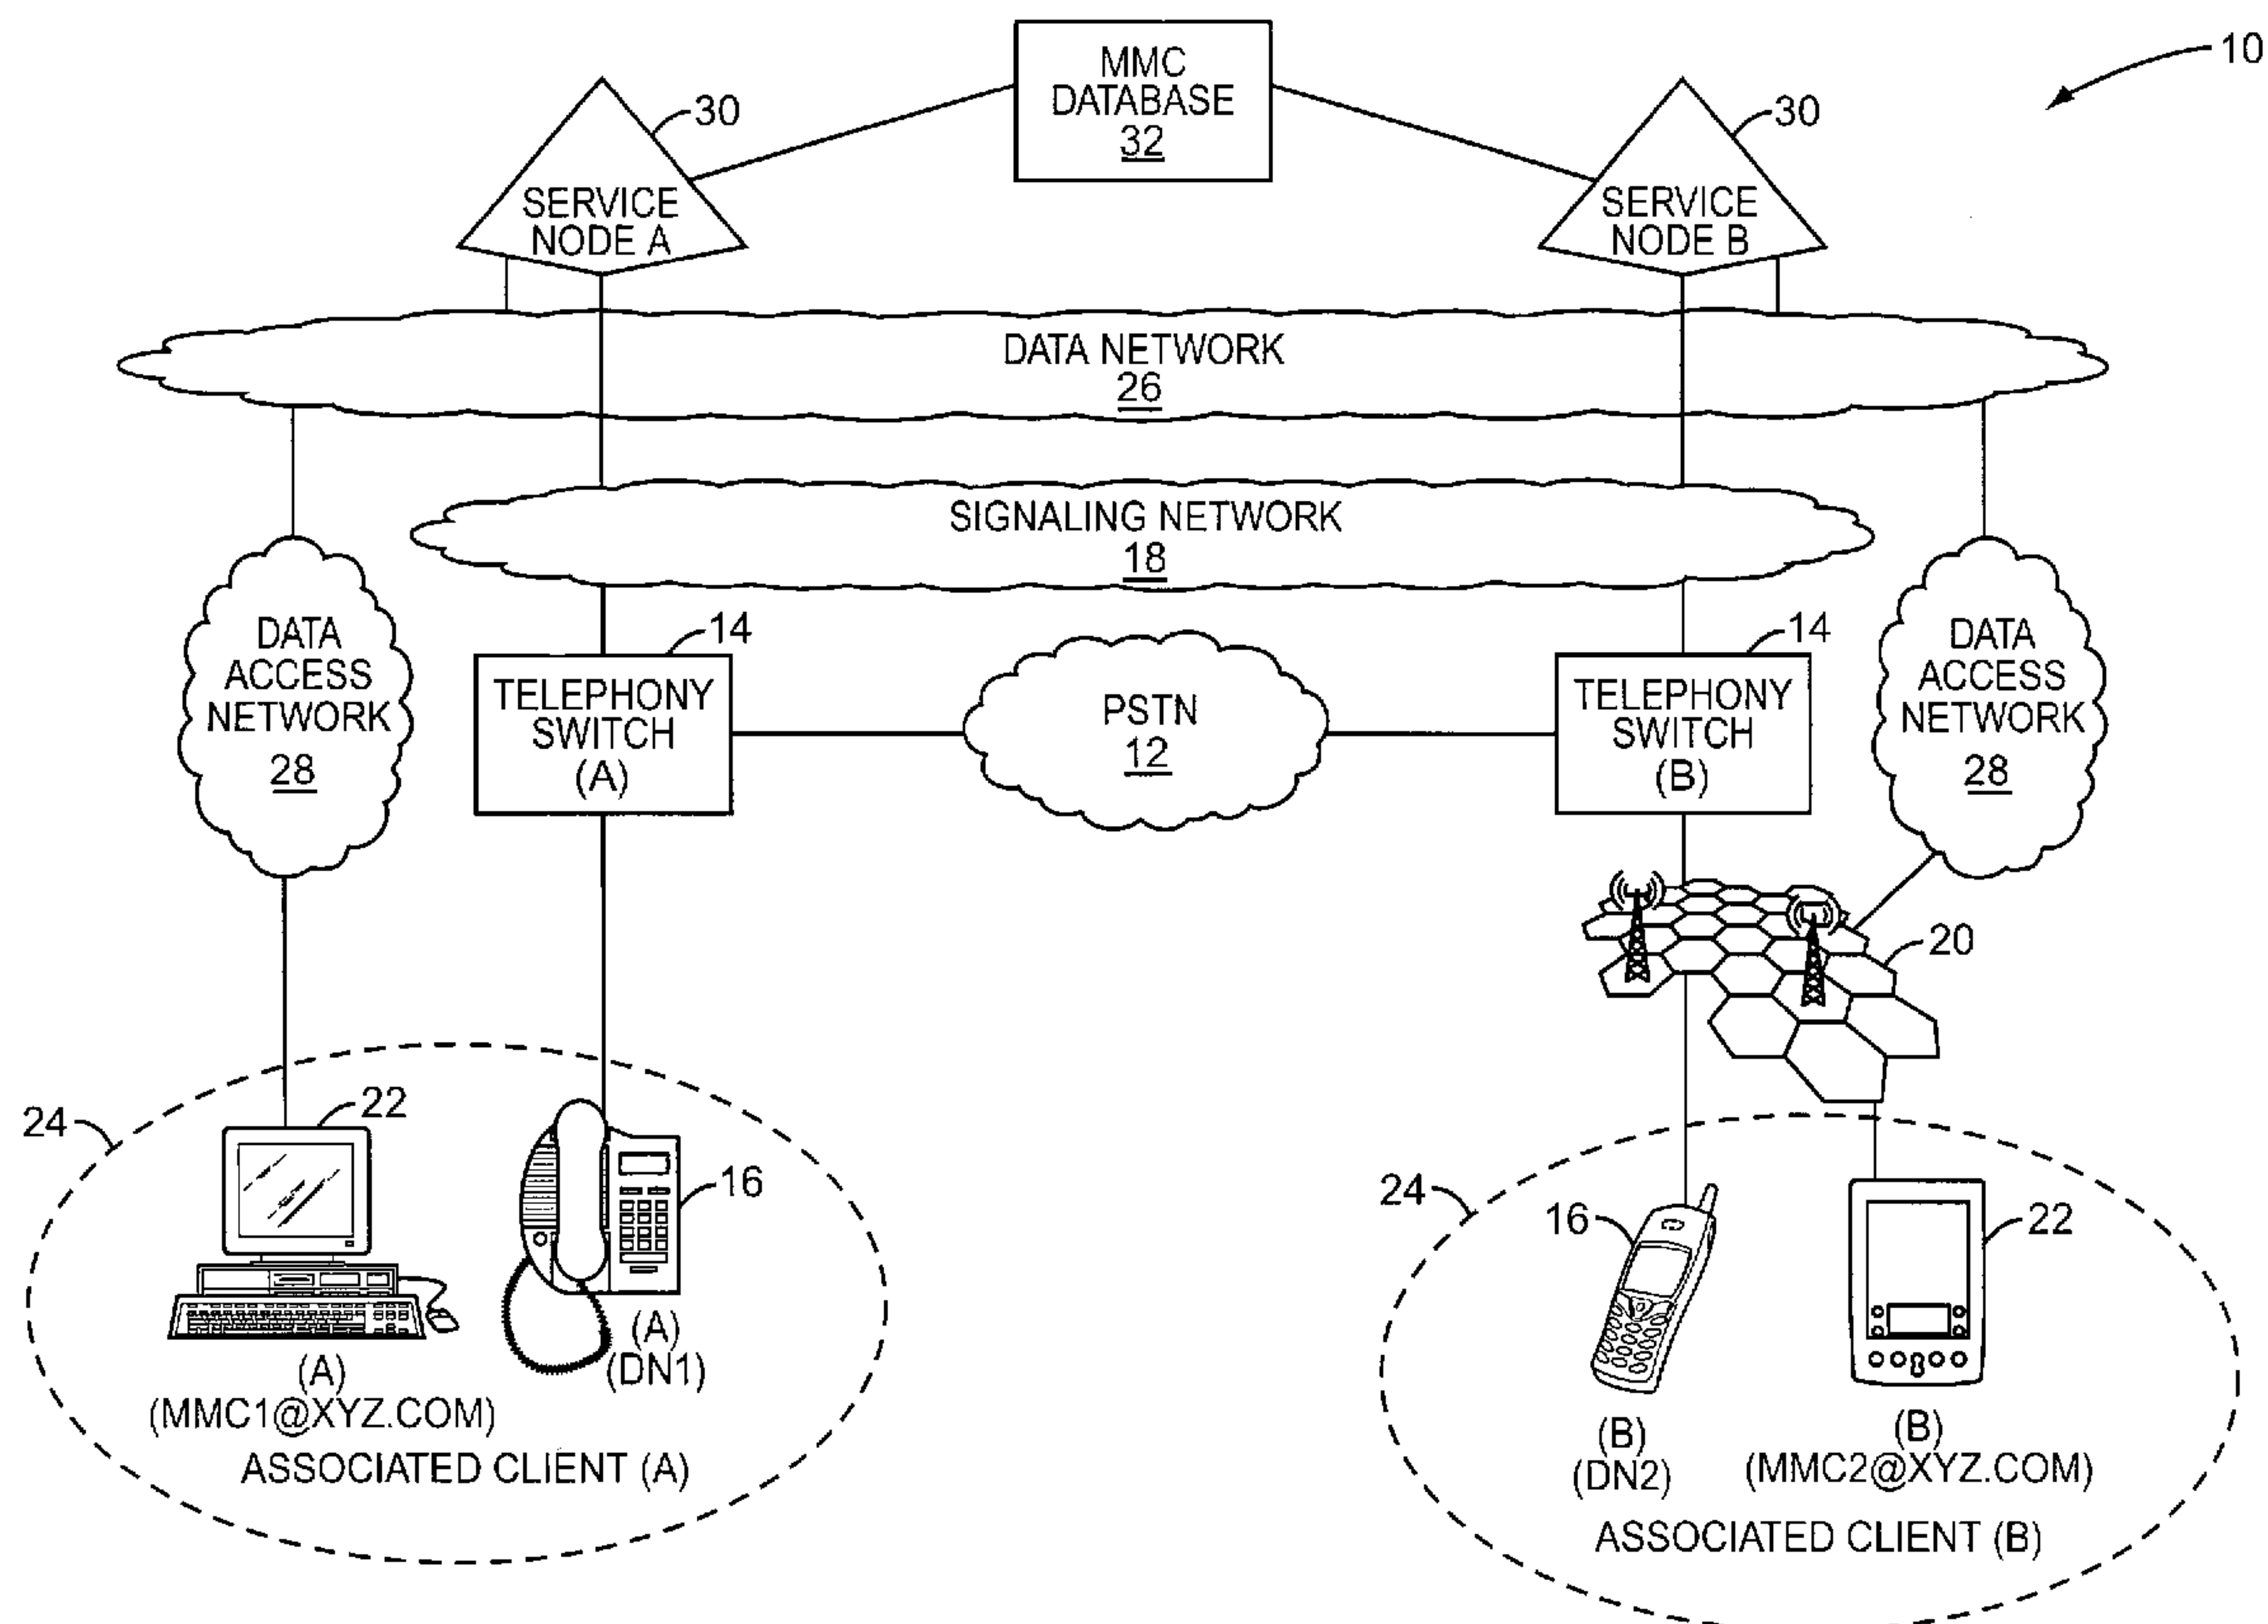 10
MMC
DATABASE
32
30
SERVICE
NODE A
30
SERVICE
NODE B
DATA NETWORK
26
SIGNALING NETWORK
18
DATA
ACCESS
NETWORK
28
14
TELEPHONY
SWITCH
(A)
PSTN
12
14
TELEPHONY
SWITCH
(B)
DATA
ACCESS
NETWORK
28
20
24
22
16
(A)
(MMC1@XYZ.COM)
(A)
(DN1)
ASSOCIATED CLIENT (A)
24
16
22
(B)
(DN2)
(B)
(MMC2@XYZ.COM)
ASSOCIATED CLIENT (B)